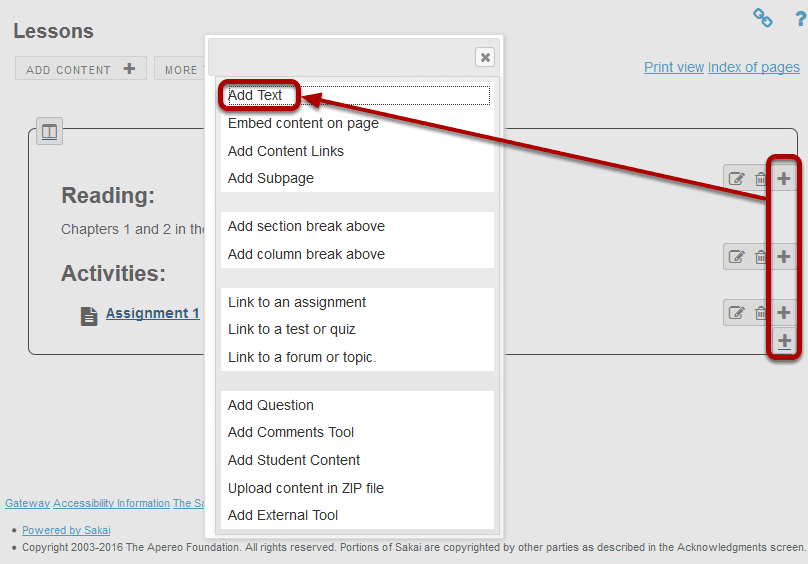 Lessons
?
ADD CONTENT +
MORE
Print view Index of pages
Add Text
Embed content on page
Add Content Links
Add Subpage
Add section break above
Add column break above
Link to an assignment
Link to a test or quiz
Link to a forum or topic.
Add Question
Add Comments Tool
Add Student Content
Upload content in ZIP file
Add External Tool
Reading:
Chapters 1 and 2 in the
Activities:
Assignment 1
Gateway Accessibility Information The Sa
• Powered by Sakai
• Copyright 2003-2016 The Apereo Foundation. All rights reserved. Portions of Sakai are copyrighted by other parties as described in the Acknowledgments screen.